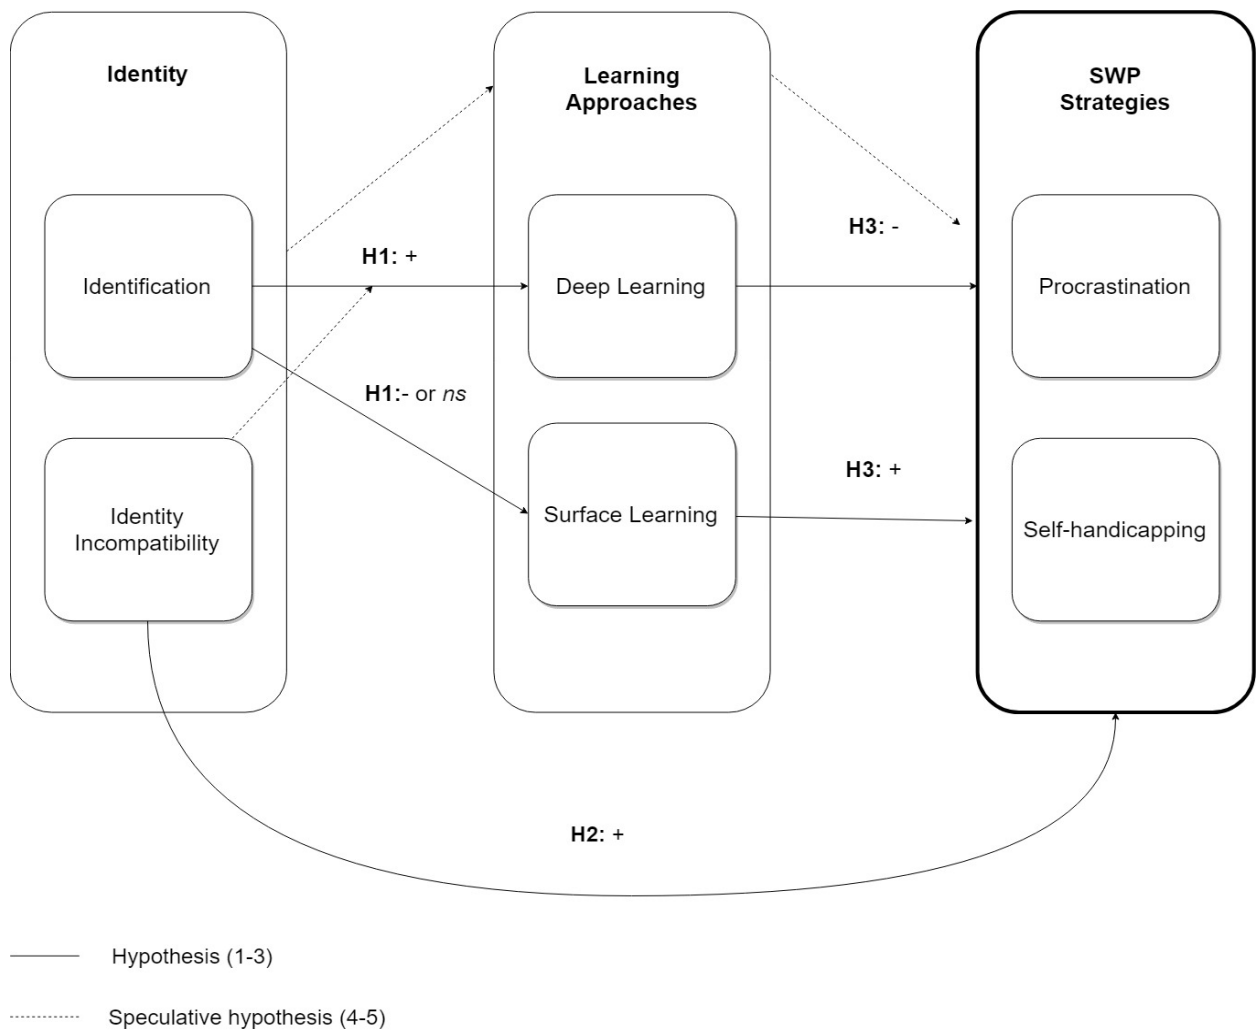 Identity
Learning
Approaches
SWP
Strategies
H3: -
H1: +
Identification
Deep Learning
Procrastination
H1:- or ns
H3: +
Identity
Incompatibility
Surface Learning
Self-handicapping
H2: +
Hypothesis (1-3)
Speculative hypothesis (4-5)